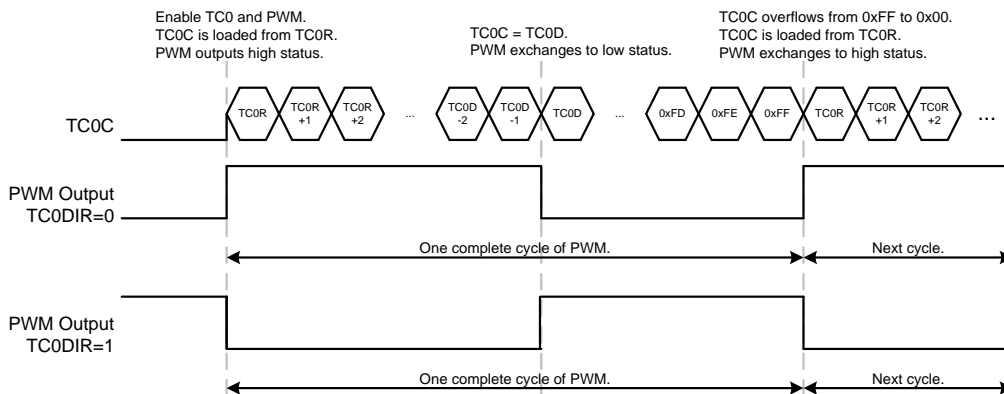 Enable TC0 and PWM.
TC0C is loaded from TC0R.
PWM outputs high status.
TC0C = TC0D.
PWM exchanges to low status.
TC0C overflows from 0xFF to 0x00.
TC0C is loaded from TC0R.
PWM exchanges to high status.
TC0C
TC0R
TC0R
+1
TC0R
+2
...
TC0D
-2
TC0D
-1
TC0D
...
0xFD
0xFE
0xFF
TC0R
TC0R
+1
TC0R
+2
...
PWM Output
TC0DIR=0
One complete cycle of PWM.
Next cycle.
PWM Output
TC0DIR=1
One complete cycle of PWM.
Next cycle.